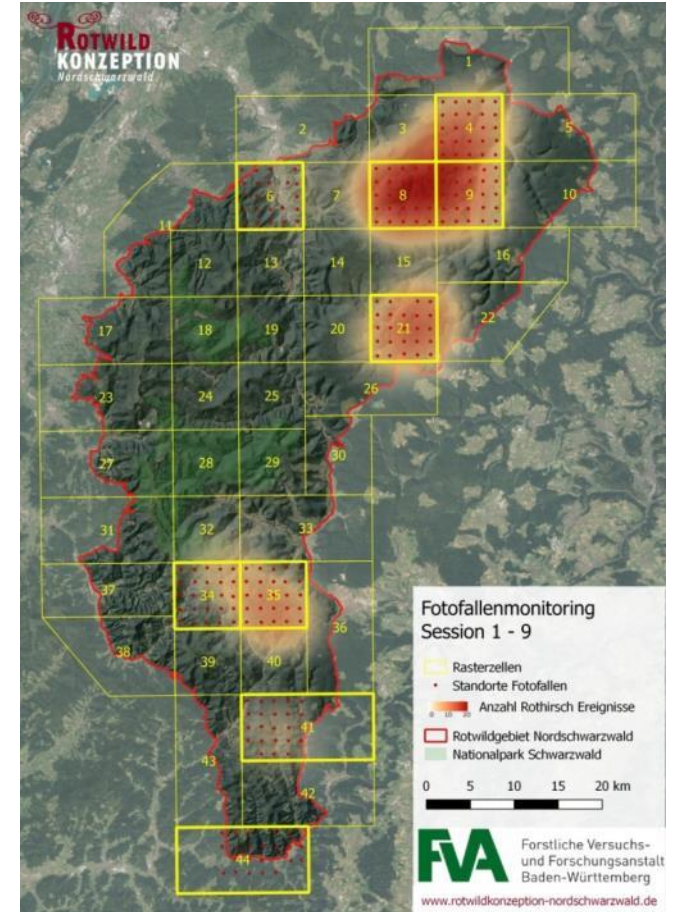 ROTWILD
KONZEPTION
Nordschwarzwald
1
2
3
4
5
6
7
8
9
10
11
12
13
14
15
16
17
18
19
20
21
22
23
24
25
26
27
28
29
30
31
32
33
34
35
36
37
38
39
40
41
42
43
44
Fotofallenmonitoring
Session 1 - 9
Rasterzellen
Standorte Fotofallen
Anzahl Rothirsch Ereignisse
Rotwildgebiet Nordschwarzwald
Nationalpark Schwarzwald
0 5 10 15 20 km
FVA
Forstliche Versuchs-
und Forschungsanstalt
Baden-Württemberg
www.rotwildkonzeption-nordschwarzwald.de